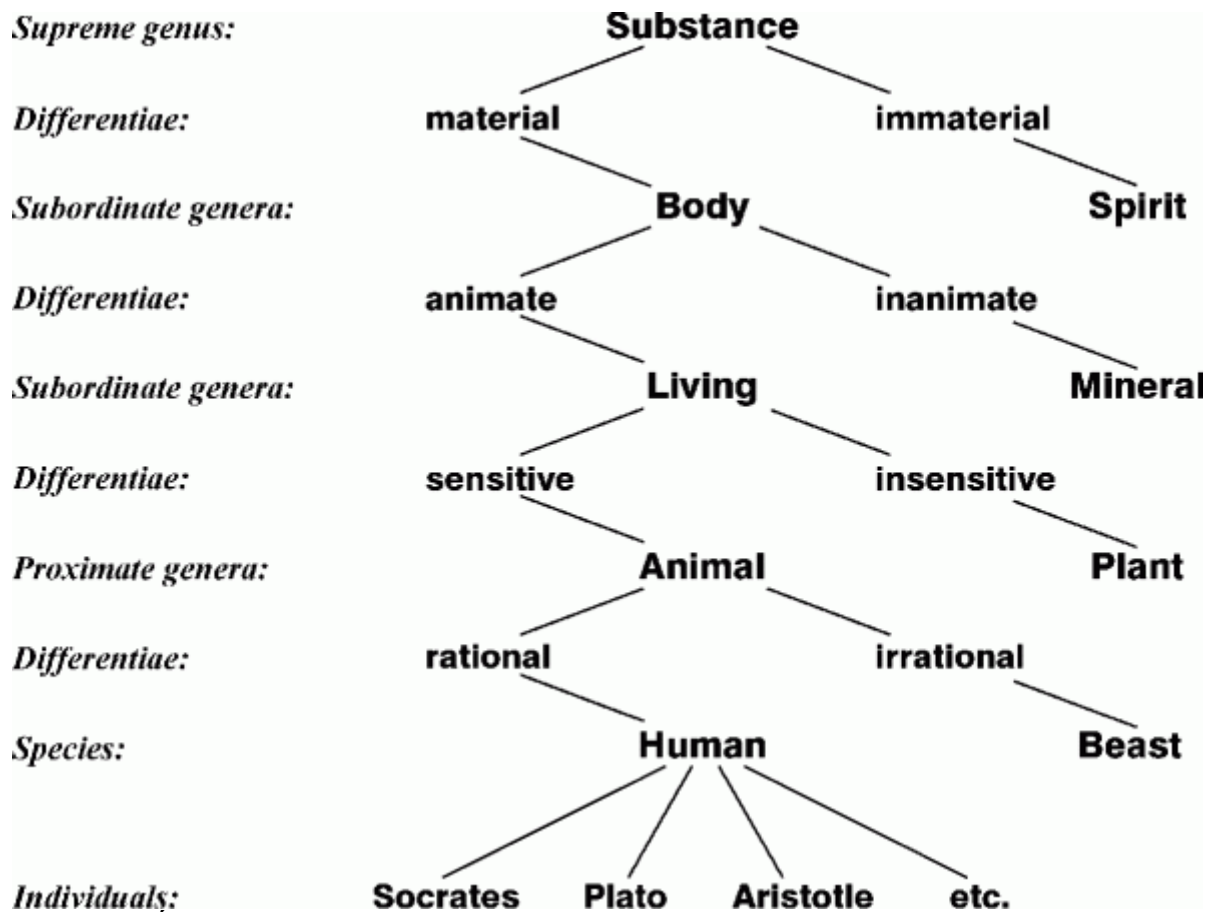 Supreme genus: Substance
Differentiae: material immaterial
Subordinate genera: Body Spirit
Differentiae: animate inanimate
Subordinate genera: Living Mineral
Differentiae: sensitive insensitive
Proximate genera: Animal Plant
Differentiae: rational irrational
Species: Human Beast
Individuals: Socrates Plato Aristotle etc.